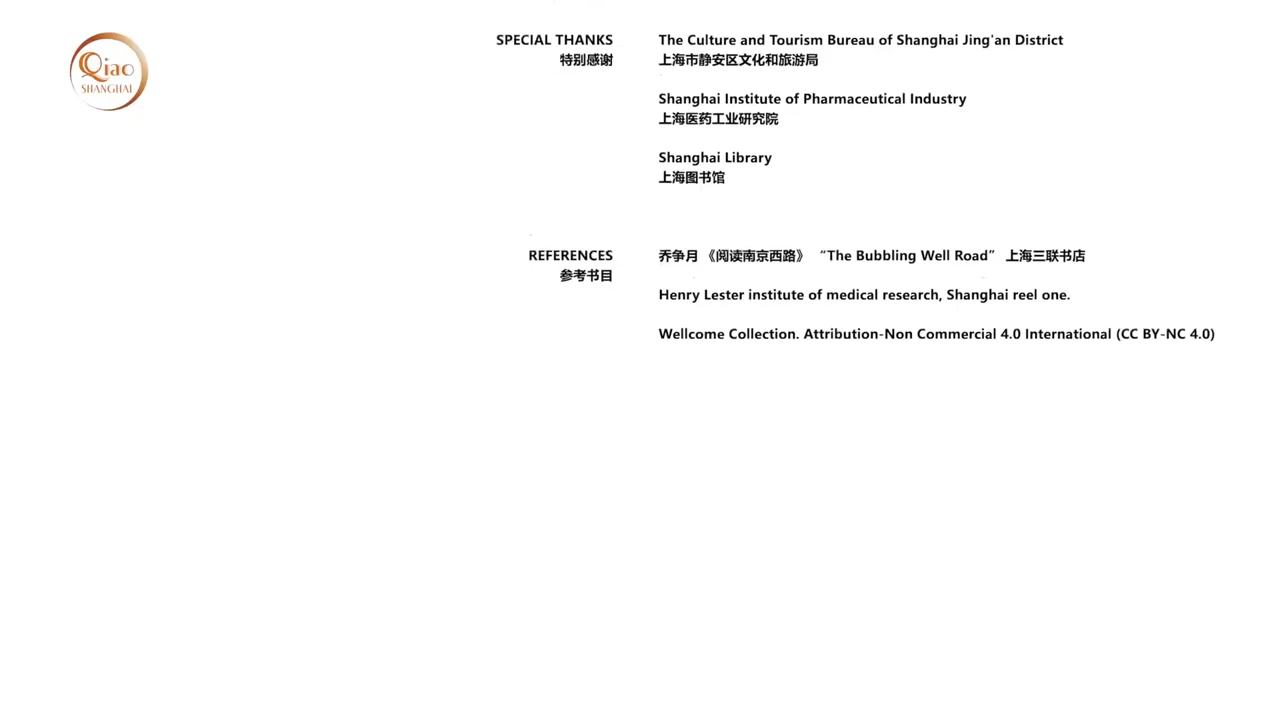 Qiao
SHANGHAI
SPECIAL THANKS
特别感谢
The Culture and Tourism Bureau of Shanghai Jing'an District
上海市静安区文化和旅游局
Shanghai Institute of Pharmaceutical Industry
上海医药工业研究院
Shanghai Library
上海图书馆
REFERENCES
参考书目
乔争月《阅读南京西路》 “The Bubbling Well Road” 上海三联书店
Henry Lester institute of medical research, Shanghai reel one.
Wellcome Collection. Attribution-Non Commercial 4.0 International (CC BY-NC 4.0)